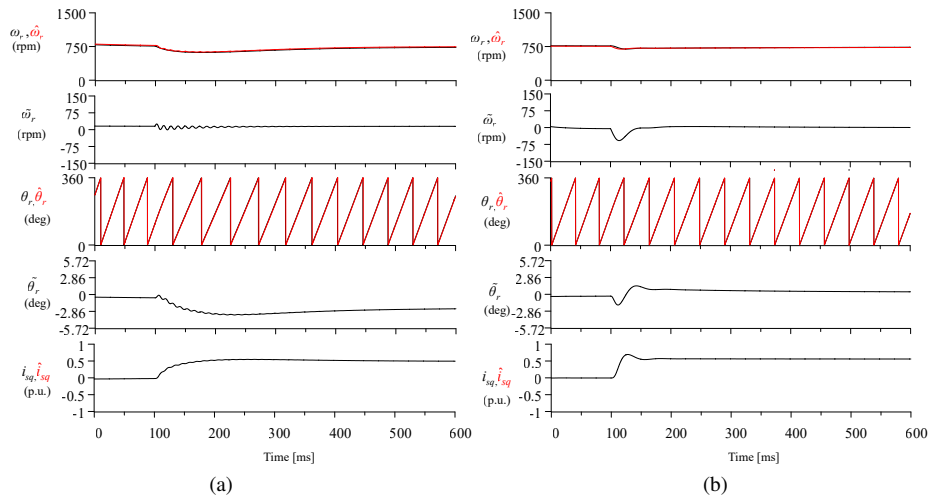 ω_r, ω̂_r
(rpm)
1500
750
0
ω̃_r
(rpm)
150
75
0
-75
-150
θ_r, θ̂_r
(deg)
360
0
θ̃_r
(deg)
5.72
2.86
0
-2.86
-5.72
i_sq, î_sq
(p.u.)
1
0.5
0
-0.5
-1
0 100 200 300 400 500 600
Time [ms]
(a)
ω_r, ω̂_r
(rpm)
1500
750
0
ω̃_r
(rpm)
150
75
0
-75
-150
θ_r, θ̂_r
(deg)
360
0
θ̃_r
(deg)
5.72
2.86
0
-2.86
-5.72
i_sq, î_sq
(p.u.)
1
0.5
0
-0.5
-1
0 100 200 300 400 500 600
Time [ms]
(b)